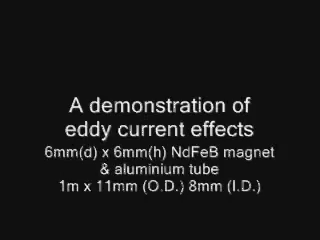 A demonstration of
eddy current effects
6mm(d) x 6mm(h) NdFeB magnet
& aluminium tube
1m x 11mm (O.D.) 8mm (I.D.)